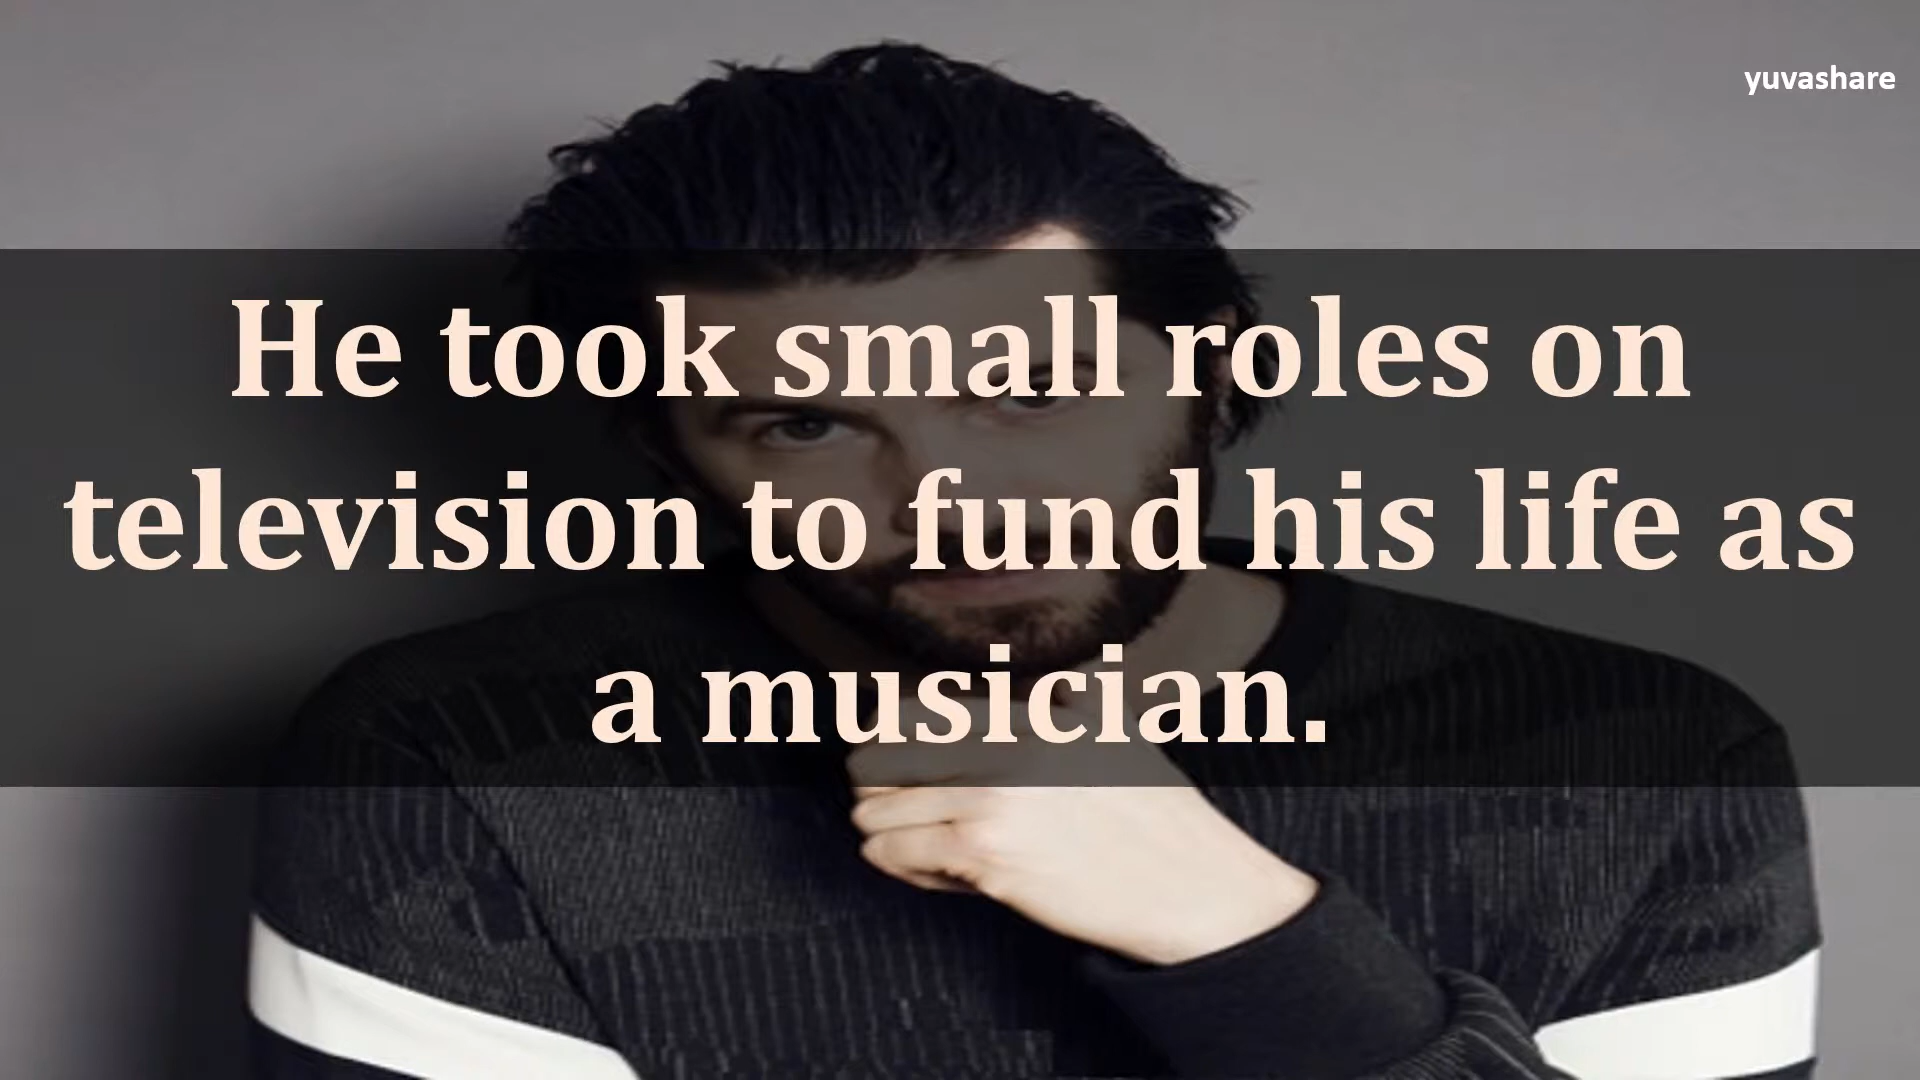 yuvashare
He took small roles on
television to fund his life as
a musician.